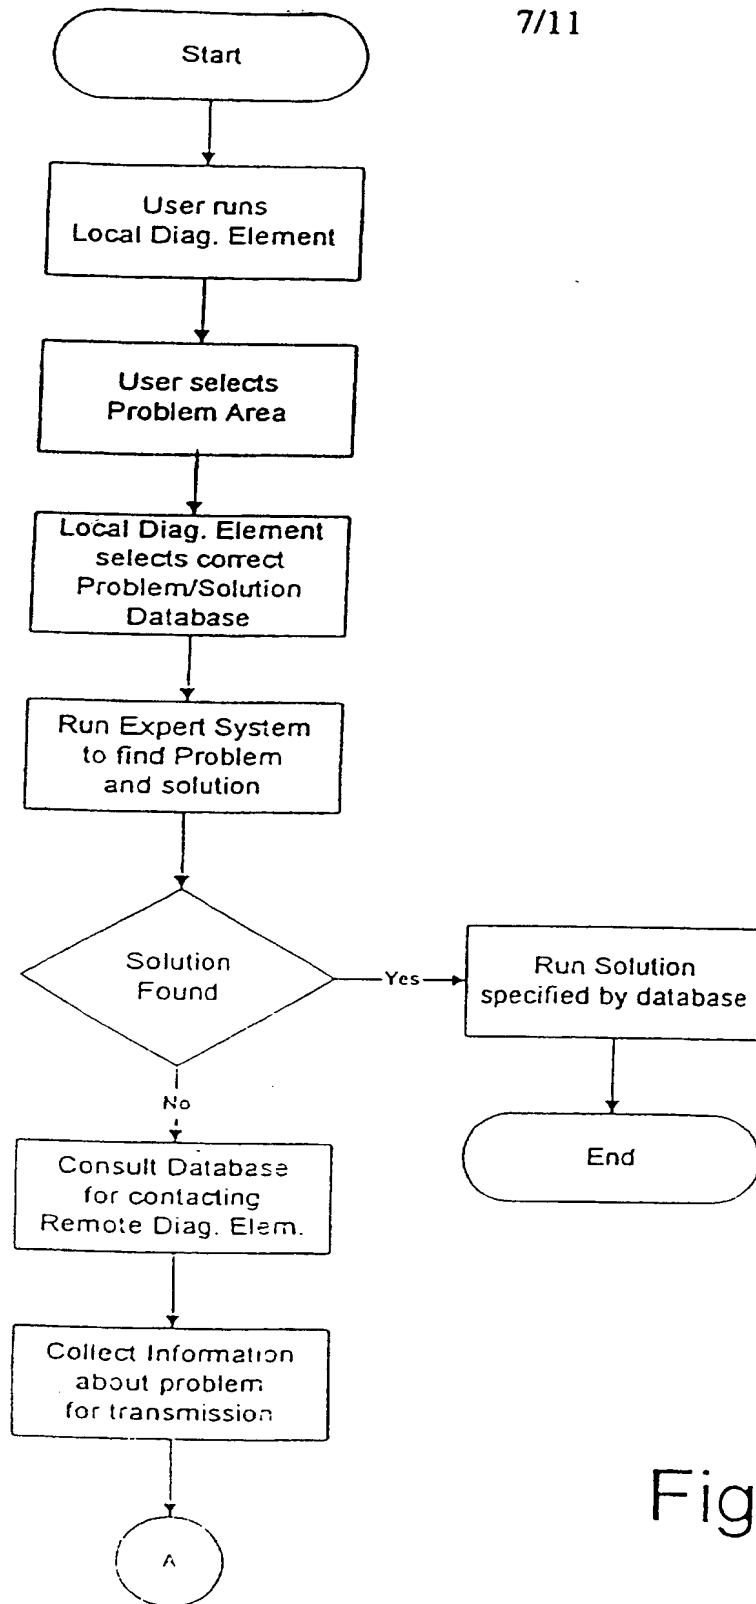 7/11
Start
User runs
Local Diag. Element
User selects
Problem Area
Local Diag. Element
selects correct
Problem/Solution
Database
Run Expert System
to find Problem
and solution
Solution
Found
Yes
Run Solution
specified by database
End
No
Consult Database
for contacting
Remote Diag. Elem.
Collect Information
about problem
for transmission
A
Fig